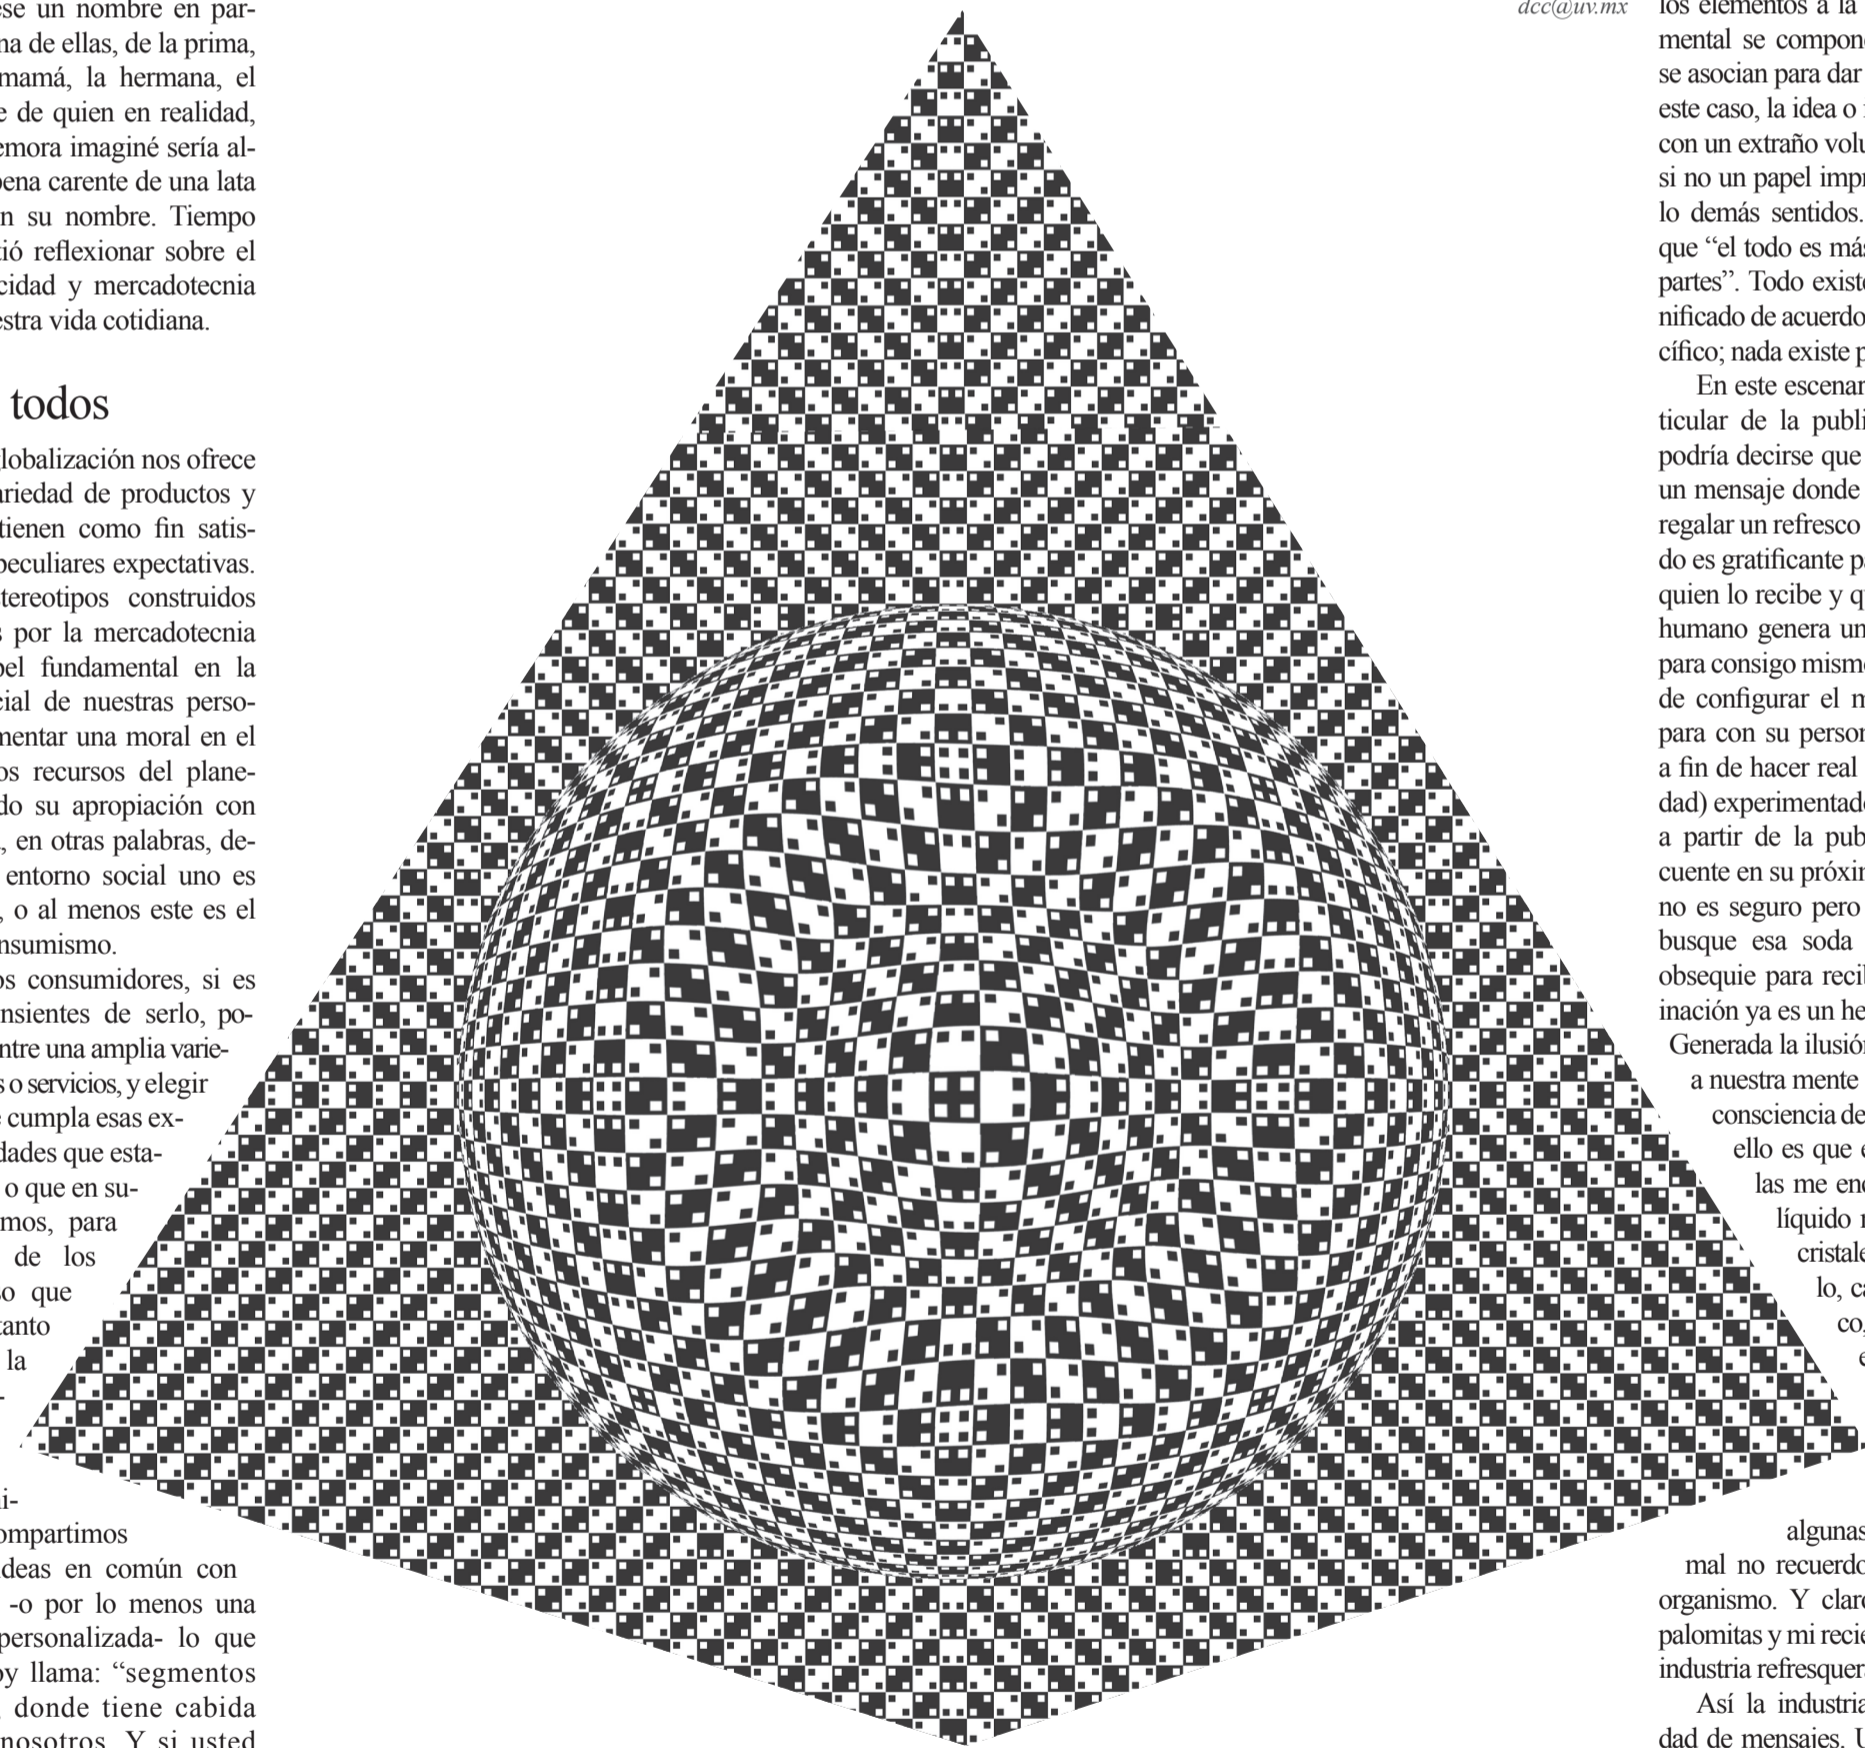 ese un nombre en par-
na de ellas, de la prima,
mamá, la hermana, el
e de quien en realidad,
emora imaginé sería al-
pena carente de una lata
n su nombre. Tiempo
tió reflexionar sobre el
cidad y mercadotecnia
estra vida cotidiana.
todos
globalización nos ofrece
ariedad de productos y
tienen como fin satis-
peculiares expectativas.
stereotipos construidos
s por la mercadotecnia
pel fundamental en la
cial de nuestras perso-
mentar una moral en el
os recursos del plane-
do su apropiación con
, en otras palabras, de-
entorno social uno es
, o al menos este es el
nsumismo.
os consumidores, si es
nsientes de serlo, po-
entre una amplia varie-
s o servicios, y elegir
e cumpla esas ex-
dades que esta-
o que en su-
mos, para
de los
so que
tanto
la
-
ni-
ompartimos
ideas en común con
-o por lo menos una
personalizada- lo que
oy llama: “segmentos
donde tiene cabida
nosotros. Y si usted
dcc@uv.mx
los elementos a la
mental se compone
se asocian para dar
este caso, la idea o
con un extraño volu
si no un papel impr
lo demás sentidos.
que “el todo es más
partes”. Todo existe
nificado de acuerdo
cífico; nada existe p
En este escenar
ticular de la publi
podría decirse que
un mensaje donde
regalar un refresco
do es gratificante pa
quien lo recibe y qu
humano genera un
para consigo mismo
de configurar el m
para con su person
a fin de hacer real
dad) experimentado
a partir de la pub
cuente en su próxim
no es seguro pero
busque esa soda
obsequie para recib
inación ya es un he
Generada la ilusión
a nuestra mente
consciencia de
ello es que e
las me enc
líquido r
cristale
lo, ca
co,
e
algunas
mal no recuerdo
organismo. Y claro
palomitas y mi recie
industria refresquera
Así la industria
dad de mensajes. U